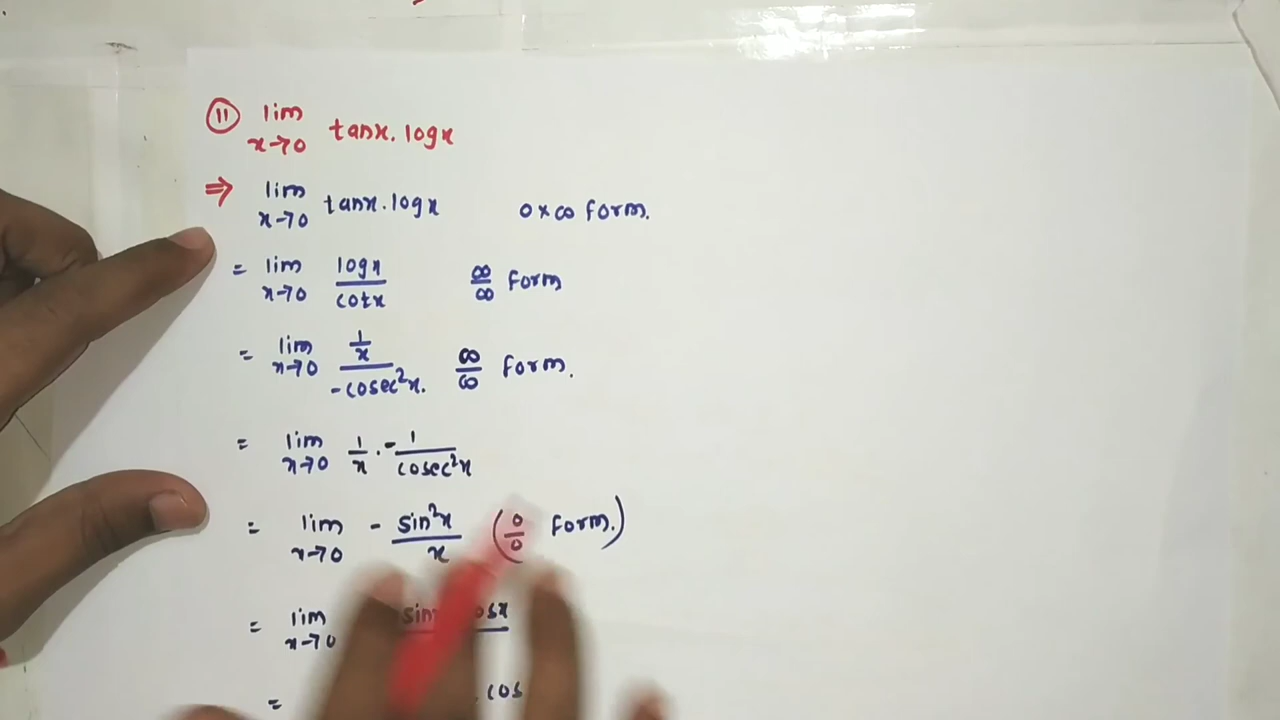 11 lim x→0 tanx. logx
⇒ lim x→0 tanx. logx 0×∞ form.
= lim x→0 logx / cotx ∞/∞ form
= lim x→0 1/x / -cosec²x. ∞/∞ form.
= lim x→0 1/x . - 1/cosec²x
= lim x→0 - sin²x / x (0/0 form.)
= lim x→0
= cos